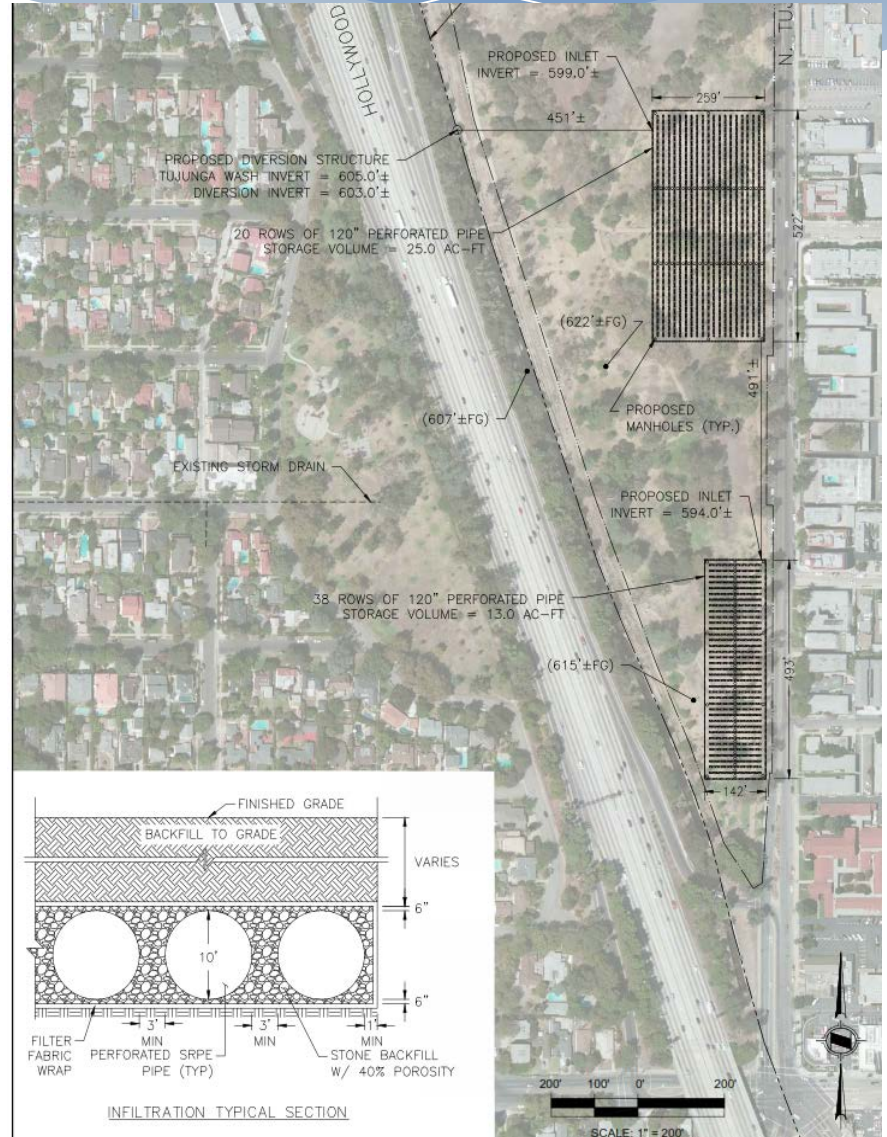 HOLLYWOOD
N. TUJ
PROPOSED INLET
INVERT = 599.0'±
259'
451'±
PROPOSED DIVERSION STRUCTURE
TUJUNGA WASH INVERT = 605.0'±
DIVERSION INVERT = 603.0'±
20 ROWS OF 120" PERFORATED PIPE
STORAGE VOLUME = 25.0 AC-FT
522'
(622'±FG)
491'±
(607'±FG)
PROPOSED
MANHOLES (TYP.)
EXISTING STORM DRAIN
PROPOSED INLET
INVERT = 594.0'±
38 ROWS OF 120" PERFORATED PIPE
STORAGE VOLUME = 13.0 AC-FT
(615'±FG)
493'
142'
FINISHED GRADE
BACKFILL TO GRADE
VARIES
6"
10'
6"
3'
MIN
3'
MIN
1'
MIN
FILTER
FABRIC
WRAP
PERFORATED SRPE
PIPE (TYP)
STONE BACKFILL
W/ 40% POROSITY
INFILTRATION TYPICAL SECTION
200' 100' 0' 200'
SCALE: 1" = 200'